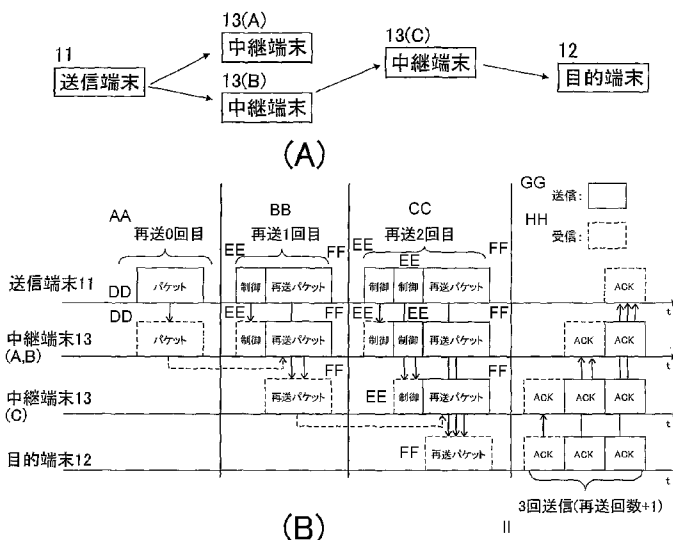 13(A)
中継端末
11
送信端末
13(B)
中継端末
13(C)
中継端末
12
目的端末
(A)
AA
再送0回目
BB
再送1回目
CC
再送2回目
GG
送信:
HH
受信:
EE
FF
EE
EE
FF
送信端末11
DD
パケット
制御
再送パケット
制御
制御
再送パケット
ACK
t
DD
EE
FF
EE
EE
FF
中継端末13
(A,B)
パケット
制御
再送パケット
制御
制御
再送パケット
ACK
ACK
t
中継端末13
(C)
FF
再送パケット
EE
制御
再送パケット
FF
ACK
ACK
ACK
t
目的端末12
FF
再送パケット
ACK
ACK
ACK
t
3回送信(再送回数+1)
(B)
II